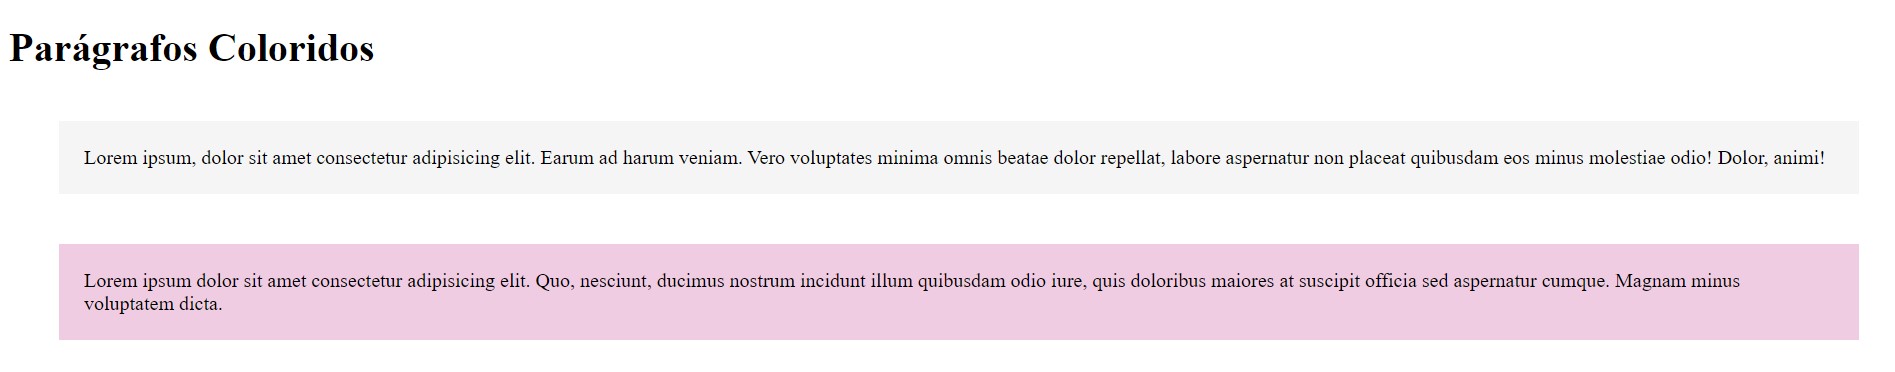 Parágrafos Coloridos
Lorem ipsum, dolor sit amet consectetur adipisicing elit. Earum ad harum veniam. Vero voluptates minima omnis beatae dolor repellat, labore aspernatur non placeat quibusdam eos minus molestiae odio! Dolor, animi!
Lorem ipsum dolor sit amet consectetur adipisicing elit. Quo, nesciunt, ducimus nostrum incidunt illum quibusdam odio iure, quis doloribus maiores at suscipit officia sed aspernatur cumque. Magnam minus
voluptatem dicta.